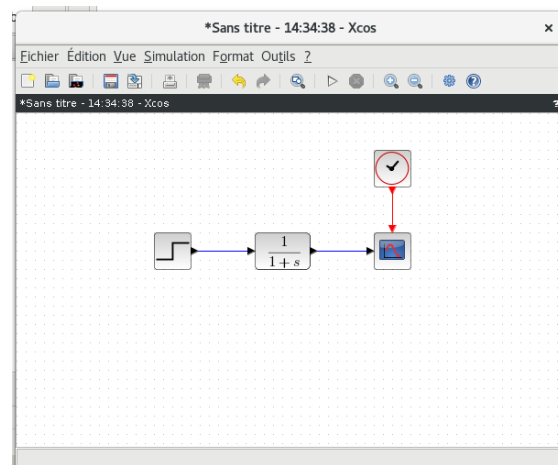 *Sans titre - 14:34:38 - Xcos
Fichier Édition Vue Simulation Format Outils ?
*Sans titre - 14:34:38 - Xcos
1
1 + s